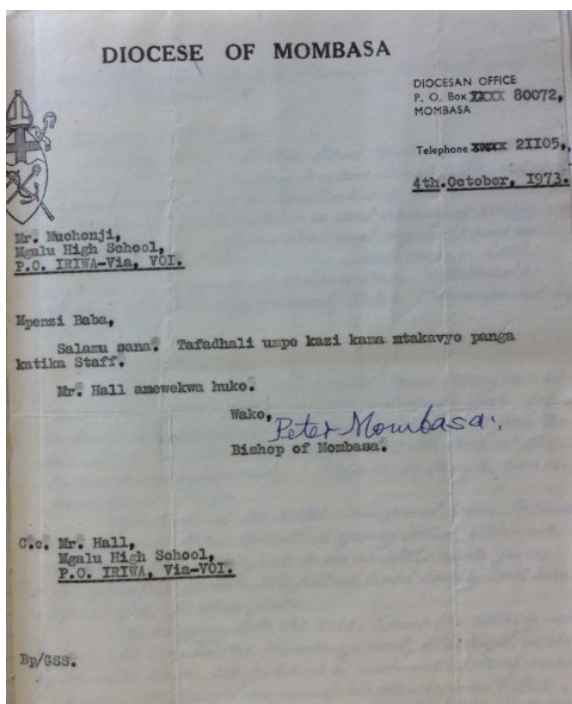 DIOCESE OF MOMBASA
DIOCESAN OFFICE
P. O. Box 80072,
MOMBASA
Telephone 21105,
4th.October, 1973.
Mr. Muchonji,
Mgalu High School,
P.O. IRIWA-Via, VOI.
Mpenzi Baba,
Salamu sana. Tafadhali umpe kazi kama mtakavyo panga
katika Staff.
Mr. Hall amewekwa huko.
Wako,
Peter Mombasa.
Bishop of Mombasa.
C.c. Mr. Hall,
Mgalu High School,
P.O. IRIWA, Via-VOI.
Bp/GSS.